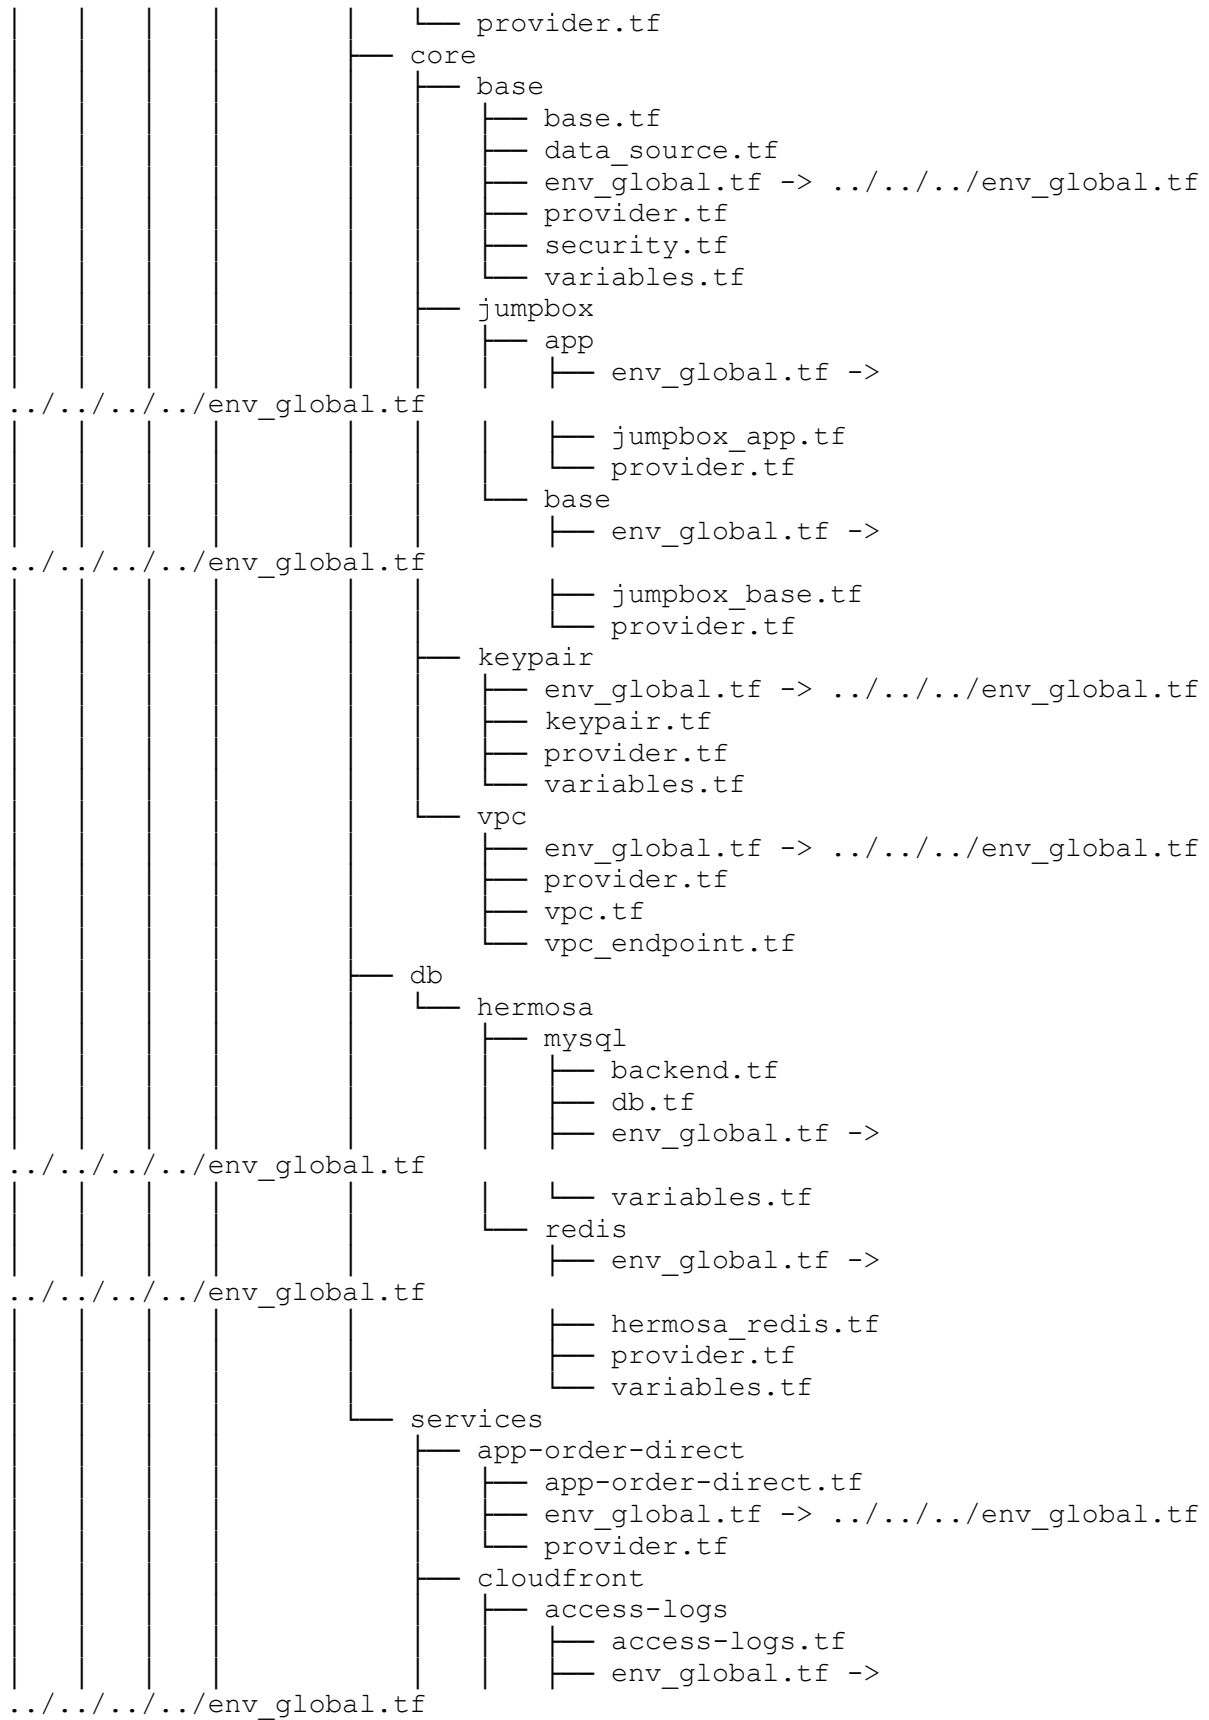 │   │   │   │       │   └── provider.tf
│   │   │   │       ├── core
│   │   │   │       │   ├── base
│   │   │   │       │   │   ├── base.tf
│   │   │   │       │   │   ├── data_source.tf
│   │   │   │       │   │   ├── env_global.tf -> ../../../env_global.tf
│   │   │   │       │   │   ├── provider.tf
│   │   │   │       │   │   ├── security.tf
│   │   │   │       │   │   └── variables.tf
│   │   │   │       │   ├── jumpbox
│   │   │   │       │   │   ├── app
│   │   │   │       │   │   │   ├── env_global.tf ->
../../../../env_global.tf
│   │   │   │       │   │   │   ├── jumpbox_app.tf
│   │   │   │       │   │   │   └── provider.tf
│   │   │   │       │   │   └── base
│   │   │   │       │   │       ├── env_global.tf ->
../../../../env_global.tf
│   │   │   │       │   │       ├── jumpbox_base.tf
│   │   │   │       │   │       └── provider.tf
│   │   │   │       │   ├── keypair
│   │   │   │       │   │   ├── env_global.tf -> ../../../env_global.tf
│   │   │   │       │   │   ├── keypair.tf
│   │   │   │       │   │   ├── provider.tf
│   │   │   │       │   │   └── variables.tf
│   │   │   │       │   └── vpc
│   │   │   │       │       ├── env_global.tf -> ../../../env_global.tf
│   │   │   │       │       ├── provider.tf
│   │   │   │       │       ├── vpc.tf
│   │   │   │       │       └── vpc_endpoint.tf
│   │   │   │       ├── db
│   │   │   │       │   └── hermosa
│   │   │   │       │       ├── mysql
│   │   │   │       │       │   ├── backend.tf
│   │   │   │       │       │   ├── db.tf
│   │   │   │       │       │   ├── env_global.tf ->
../../../../env_global.tf
│   │   │   │       │       │   └── variables.tf
│   │   │   │       │       └── redis
│   │   │   │       │           ├── env_global.tf ->
../../../../env_global.tf
│   │   │   │       │           ├── hermosa_redis.tf
│   │   │   │       │           ├── provider.tf
│   │   │   │       │           └── variables.tf
│   │   │   │       └── services
│   │   │   │           ├── app-order-direct
│   │   │   │           │   ├── app-order-direct.tf
│   │   │   │           │   ├── env_global.tf -> ../../../env_global.tf
│   │   │   │           │   └── provider.tf
│   │   │   │           ├── cloudfront
│   │   │   │           │   ├── access-logs
│   │   │   │           │   │   ├── access-logs.tf
│   │   │   │           │   │   ├── env_global.tf ->
../../../../env_global.tf